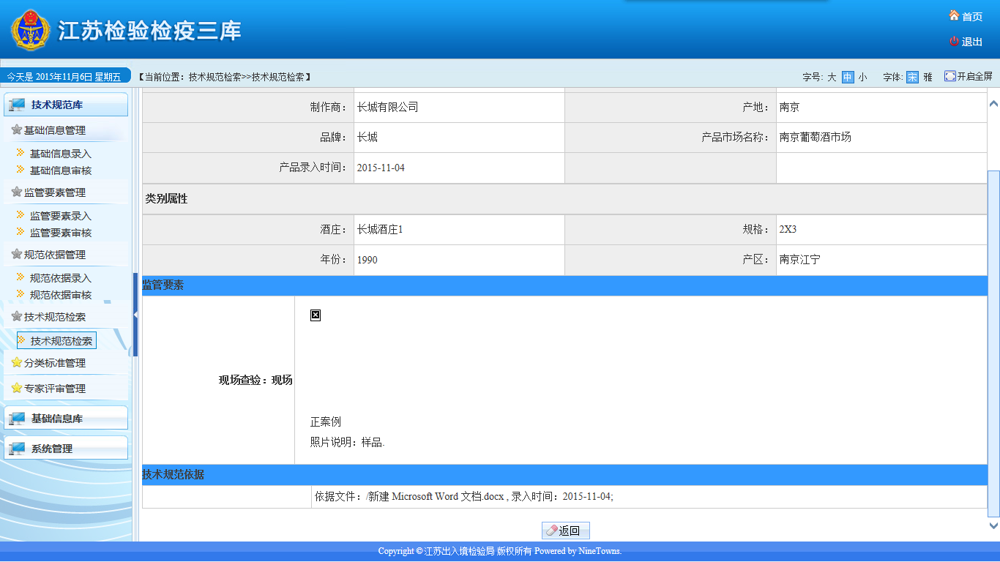 江苏检验检疫三库
首页
退出
今天是 2015年11月6日 星期五
【当前位置：技术规范检索>>技术规范检索】
字号： 大 中 小 字体： 宋 雅 开启全屏
技术规范库
基础信息管理
基础信息录入
基础信息审核
监管要素管理
监管要素录入
监管要素审核
规范依据管理
规范依据录入
规范依据审核
技术规范检索
技术规范检索
分类标准管理
专家评审管理
基础信息库
系统管理
制作商： 长城有限公司 产地： 南京
品牌： 长城 产品市场名称： 南京葡萄酒市场
产品录入时间： 2015-11-04
类别属性
酒庄： 长城酒庄1 规格： 2X3
年份： 1990 产区： 南京江宁
监管要素
现场查验：现场
正案例
照片说明：样品.
技术规范依据
依据文件：/新建 Microsoft Word 文档.docx , 录入时间：2015-11-04;
返回
Copyright © 江苏出入境检验局 版权所有 Powered by NineTowns.